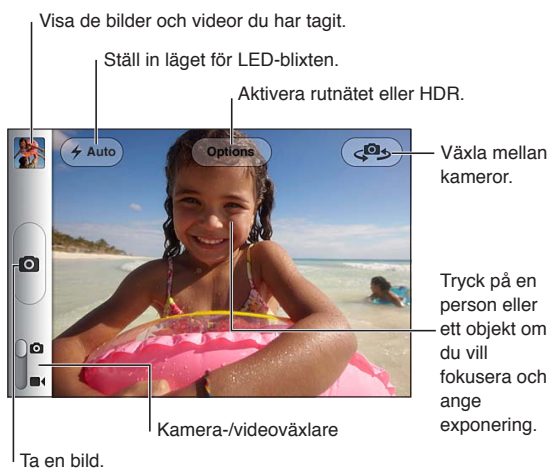 Visa de bilder och videor du har tagit.
Ställ in läget för LED-blixten.
Aktivera rutnätet eller HDR.
Auto
Options
Växla mellan
kameror.
Tryck på en
person eller
ett objekt om
du vill
fokusera och
ange
exponering.
Kamera-/videoväxlare
Ta en bild.